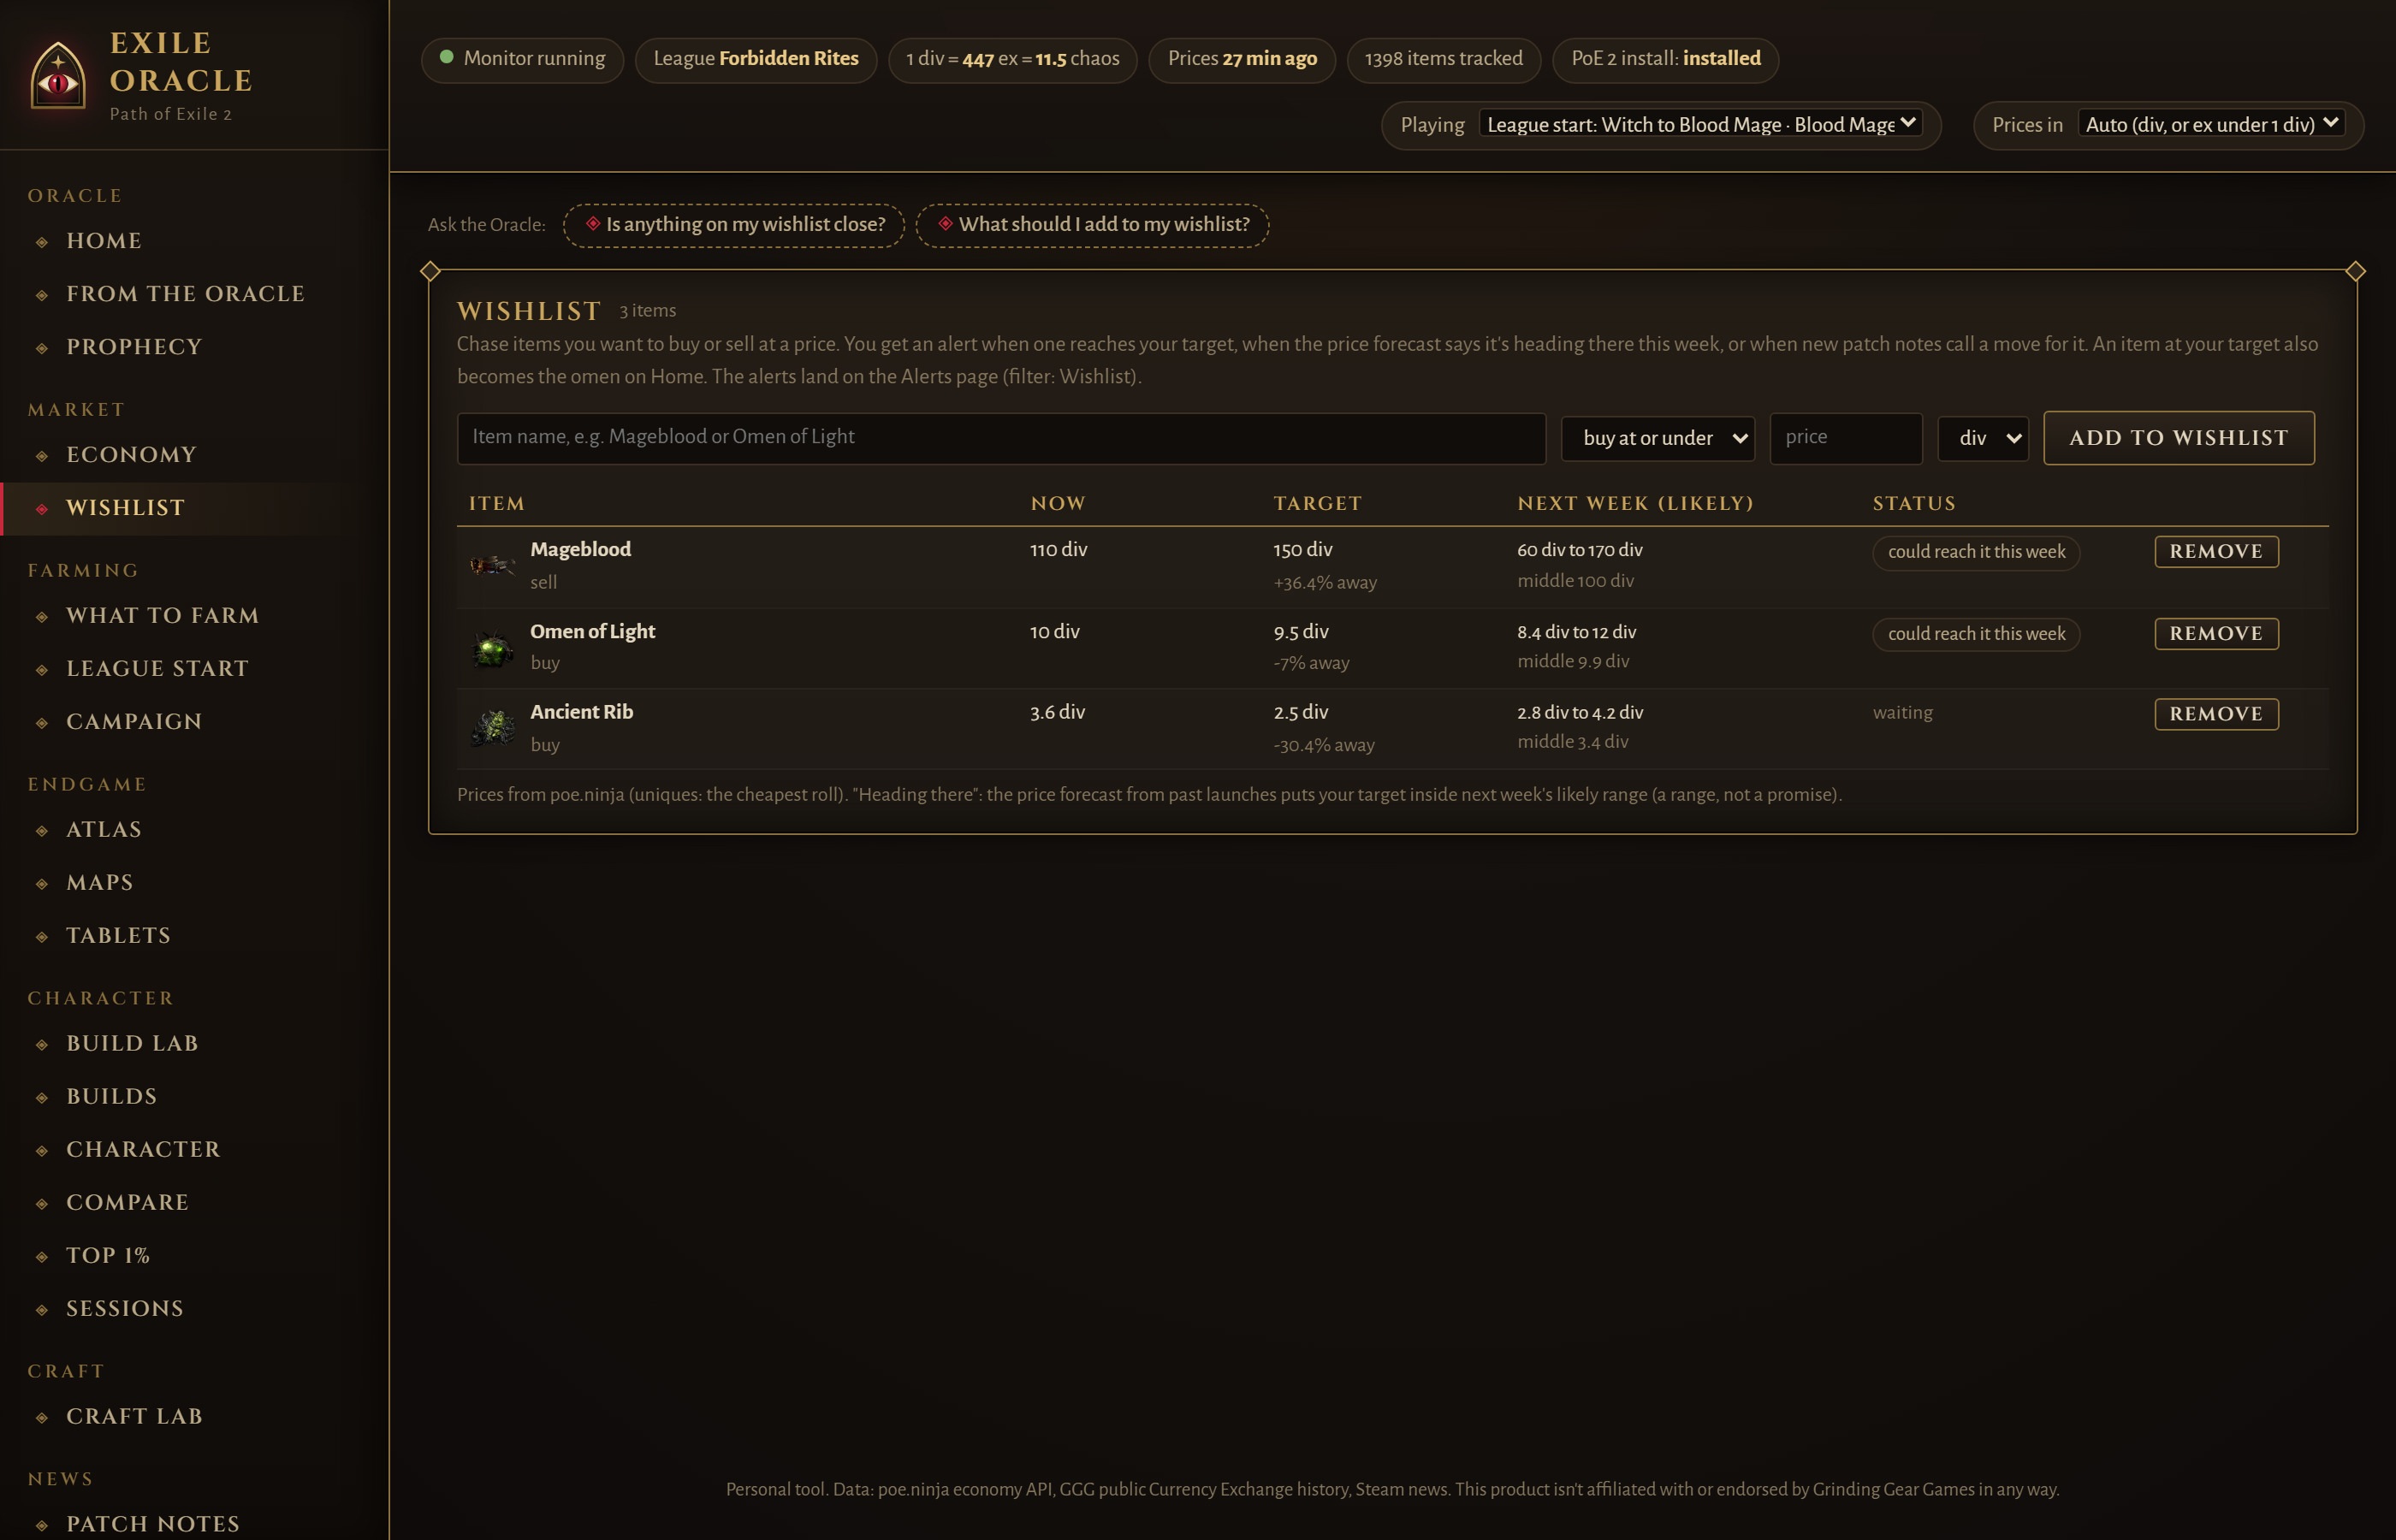 EXILE
ORACLE
Path of Exile 2
ORACLE
HOME
FROM THE ORACLE
PROPHECY
MARKET
ECONOMY
WISHLIST
FARMING
WHAT TO FARM
LEAGUE START
CAMPAIGN
ENDGAME
ATLAS
MAPS
TABLETS
CHARACTER
BUILD LAB
BUILDS
CHARACTER
COMPARE
TOP 1%
SESSIONS
CRAFT
CRAFT LAB
NEWS
PATCH NOTES
Monitor running
League Forbidden Rites
1 div = 447 ex = 11.5 chaos
Prices 27 min ago
1398 items tracked
PoE 2 install: installed
Playing League start: Witch to Blood Mage · Blood Mage
Prices in Auto (div, or ex under 1 div)
Ask the Oracle: Is anything on my wishlist close? What should I add to my wishlist?
WISHLIST 3 items
Chase items you want to buy or sell at a price. You get an alert when one reaches your target, when the price forecast says it's heading there this week, or when new patch notes call a move for it. An item at your target also
becomes the omen on Home. The alerts land on the Alerts page (filter: Wishlist).
Item name, e.g. Mageblood or Omen of Light buy at or under price div ADD TO WISHLIST
ITEM NOW TARGET NEXT WEEK (LIKELY) STATUS
Mageblood 110 div 150 div 60 div to 170 div could reach it this week REMOVE
sell +36.4% away middle 100 div
Omen of Light 10 div 9.5 div 8.4 div to 12 div could reach it this week REMOVE
buy -7% away middle 9.9 div
Ancient Rib 3.6 div 2.5 div 2.8 div to 4.2 div waiting REMOVE
buy -30.4% away middle 3.4 div
Prices from poe.ninja (uniques: the cheapest roll). "Heading there": the price forecast from past launches puts your target inside next week's likely range (a range, not a promise).
Personal tool. Data: poe.ninja economy API, GGG public Currency Exchange history, Steam news. This product isn't affiliated with or endorsed by Grinding Gear Games in any way.